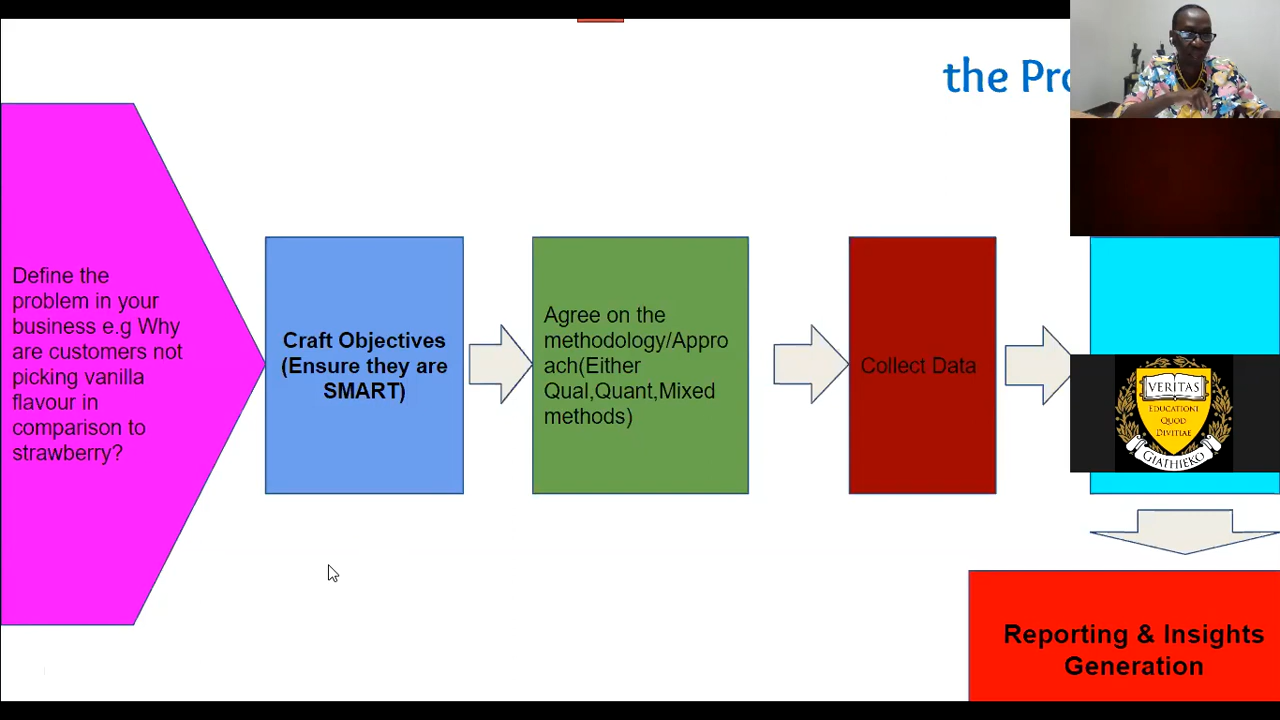 the Pro
Define the
problem in your
business e.g Why
are customers not
picking vanilla
flavour in
comparison to
strawberry?
Craft Objectives
(Ensure they are
SMART)
Agree on the
methodology/Appro
ach(Either
Qual,Quant,Mixed
methods)
Collect Data
VERITAS
EDUCATIONI
QUOD
DIVITIAE
GIATHIEKO
Reporting & Insights
Generation